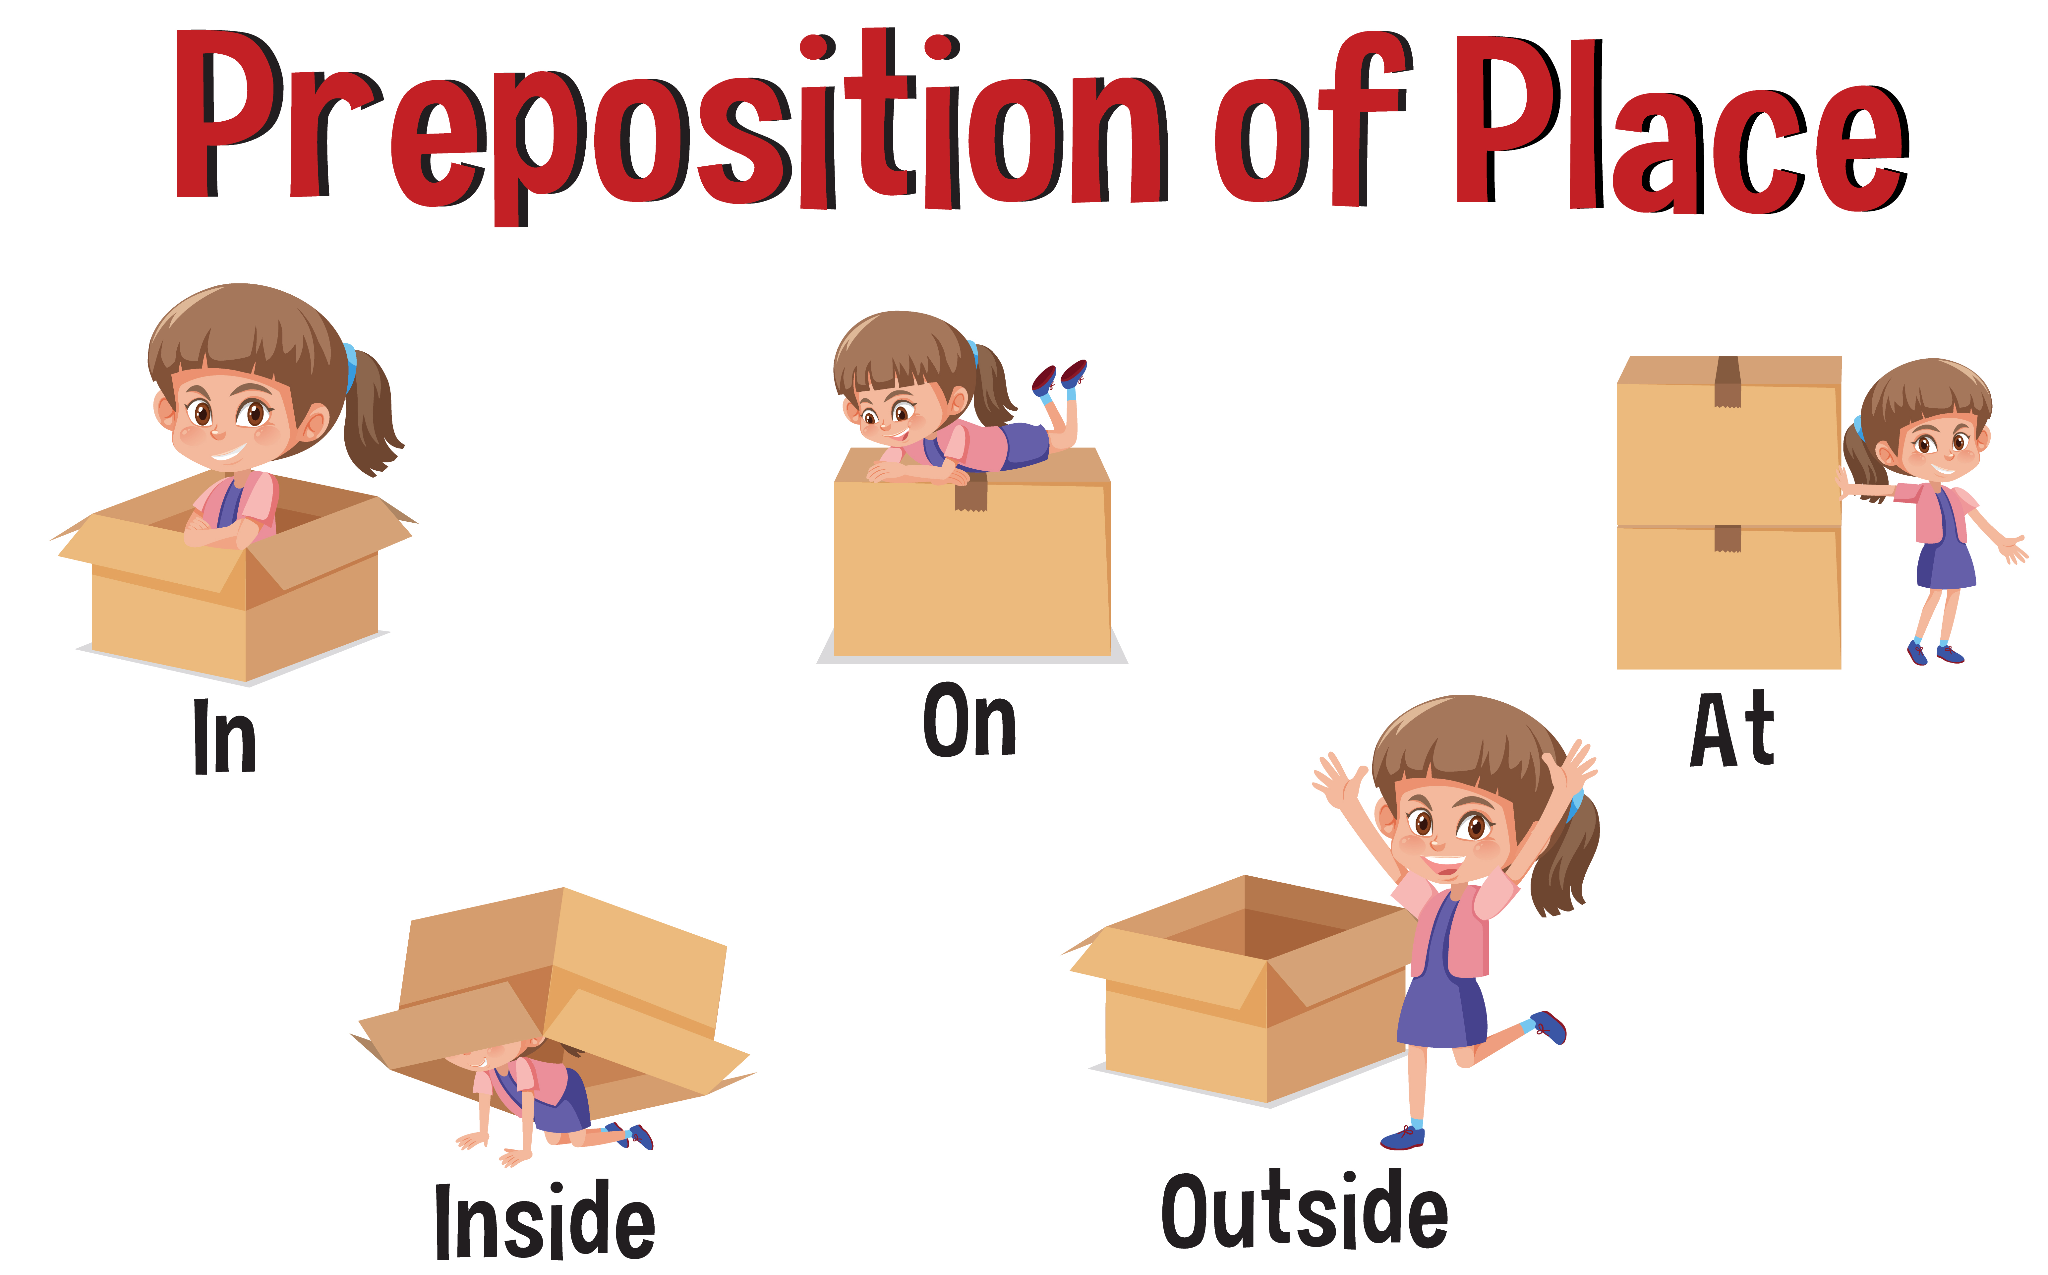 Preposition of Place
In
On
At
Inside
Outside